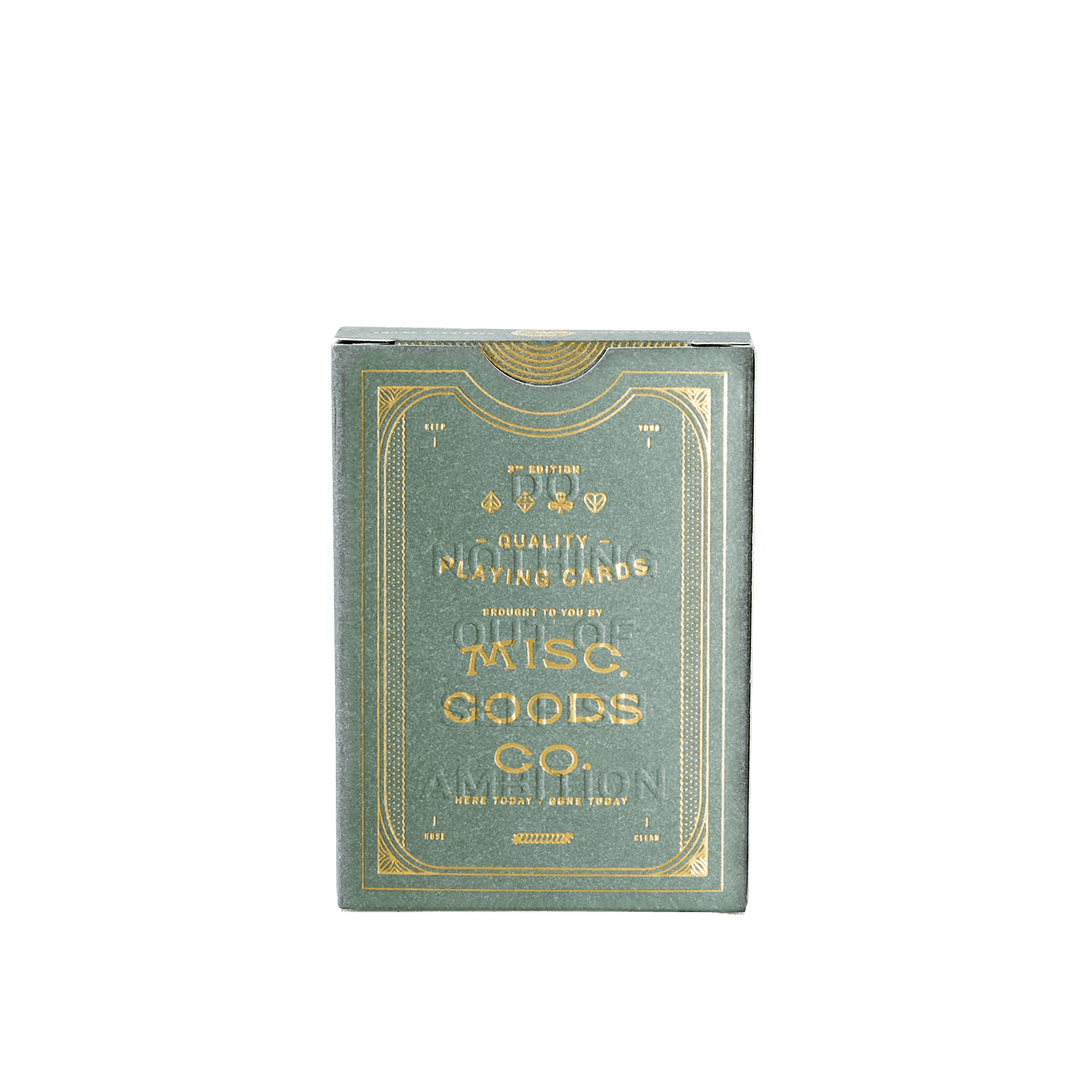 KEEP YOUR
3RD EDITION
DO
– QUALITY –
NOTHING
PLAYING CARDS
BROUGHT TO YOU BY
OUT OF
MISC.
GOODS
CO.
AMBITION
HERE TODAY / GONE TODAY
NOSE CLEAN